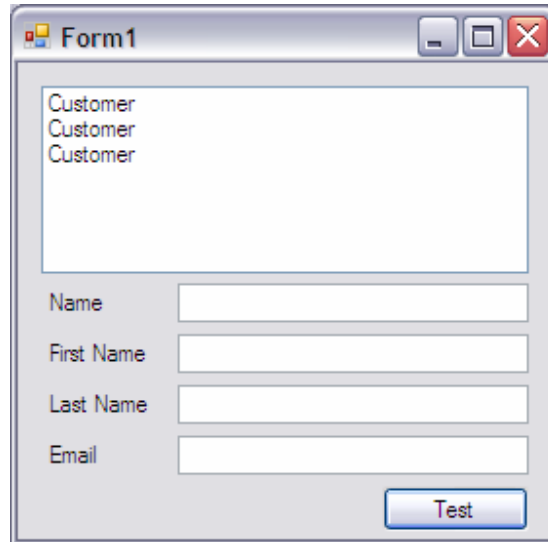 Form1
Customer
Customer
Customer
Name
First Name
Last Name
Email
Test